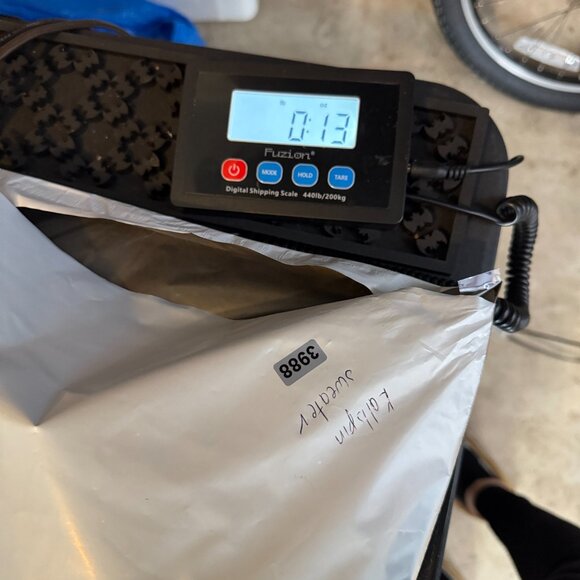 lb oz
0:13
Fuzion®
MODE HOLD TARE
Digital Shipping Scale 440lb/200kg
3988
sweater